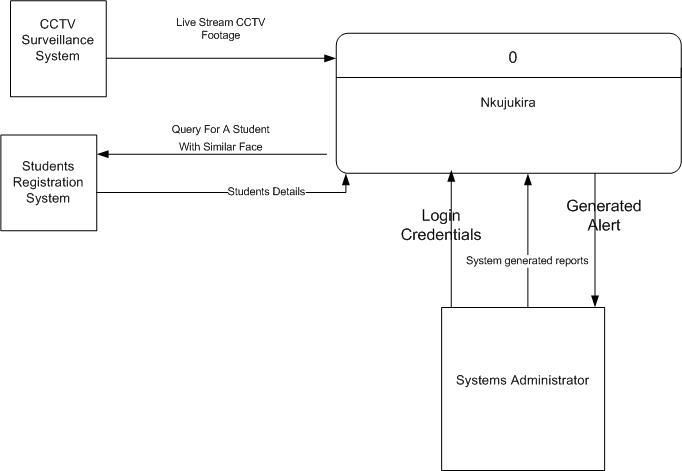 CCTV
Surveillance
System
Live Stream CCTV
Footage
0
Nkujukira
Query For A Student
With Similar Face
Students
Registration
System
Students Details
Login
Credentials
System generated reports
Generated
Alert
Systems Administrator